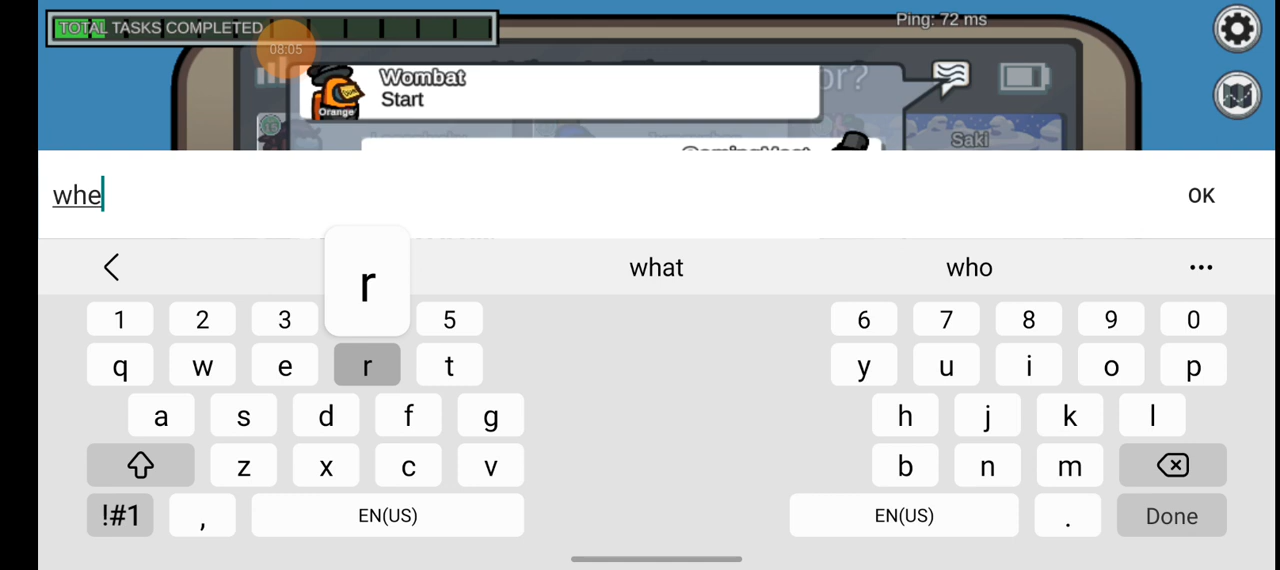 TOTAL TASKS COMPLETED
Ping: 72 ms
08:05
or?
Wombat
Start
Orange
Saki
whe
OK
r
what
who
1 2 3 5 6 7 8 9 0
q w e r t y u i o p
a s d f g h j k l
z x c v b n m
!#1 , EN(US) EN(US) . Done